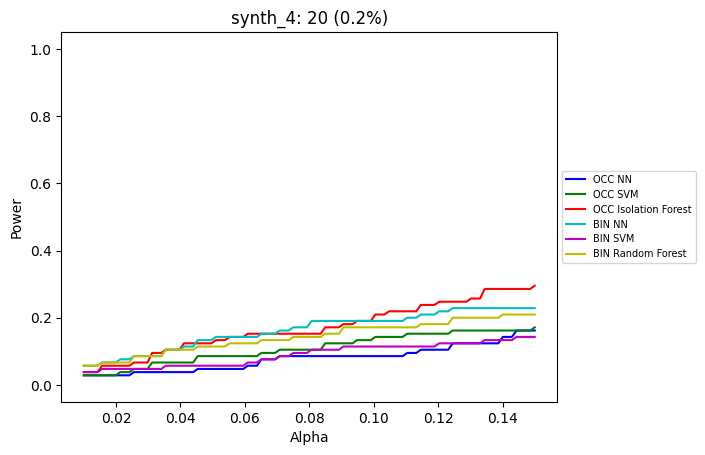 synth_4: 20 (0.2%)
1.0
0.8
0.6
0.4
0.2
0.0
Power
0.02 0.04 0.06 0.08 0.10 0.12 0.14
Alpha
OCC NN
OCC SVM
OCC Isolation Forest
BIN NN
BIN SVM
BIN Random Forest